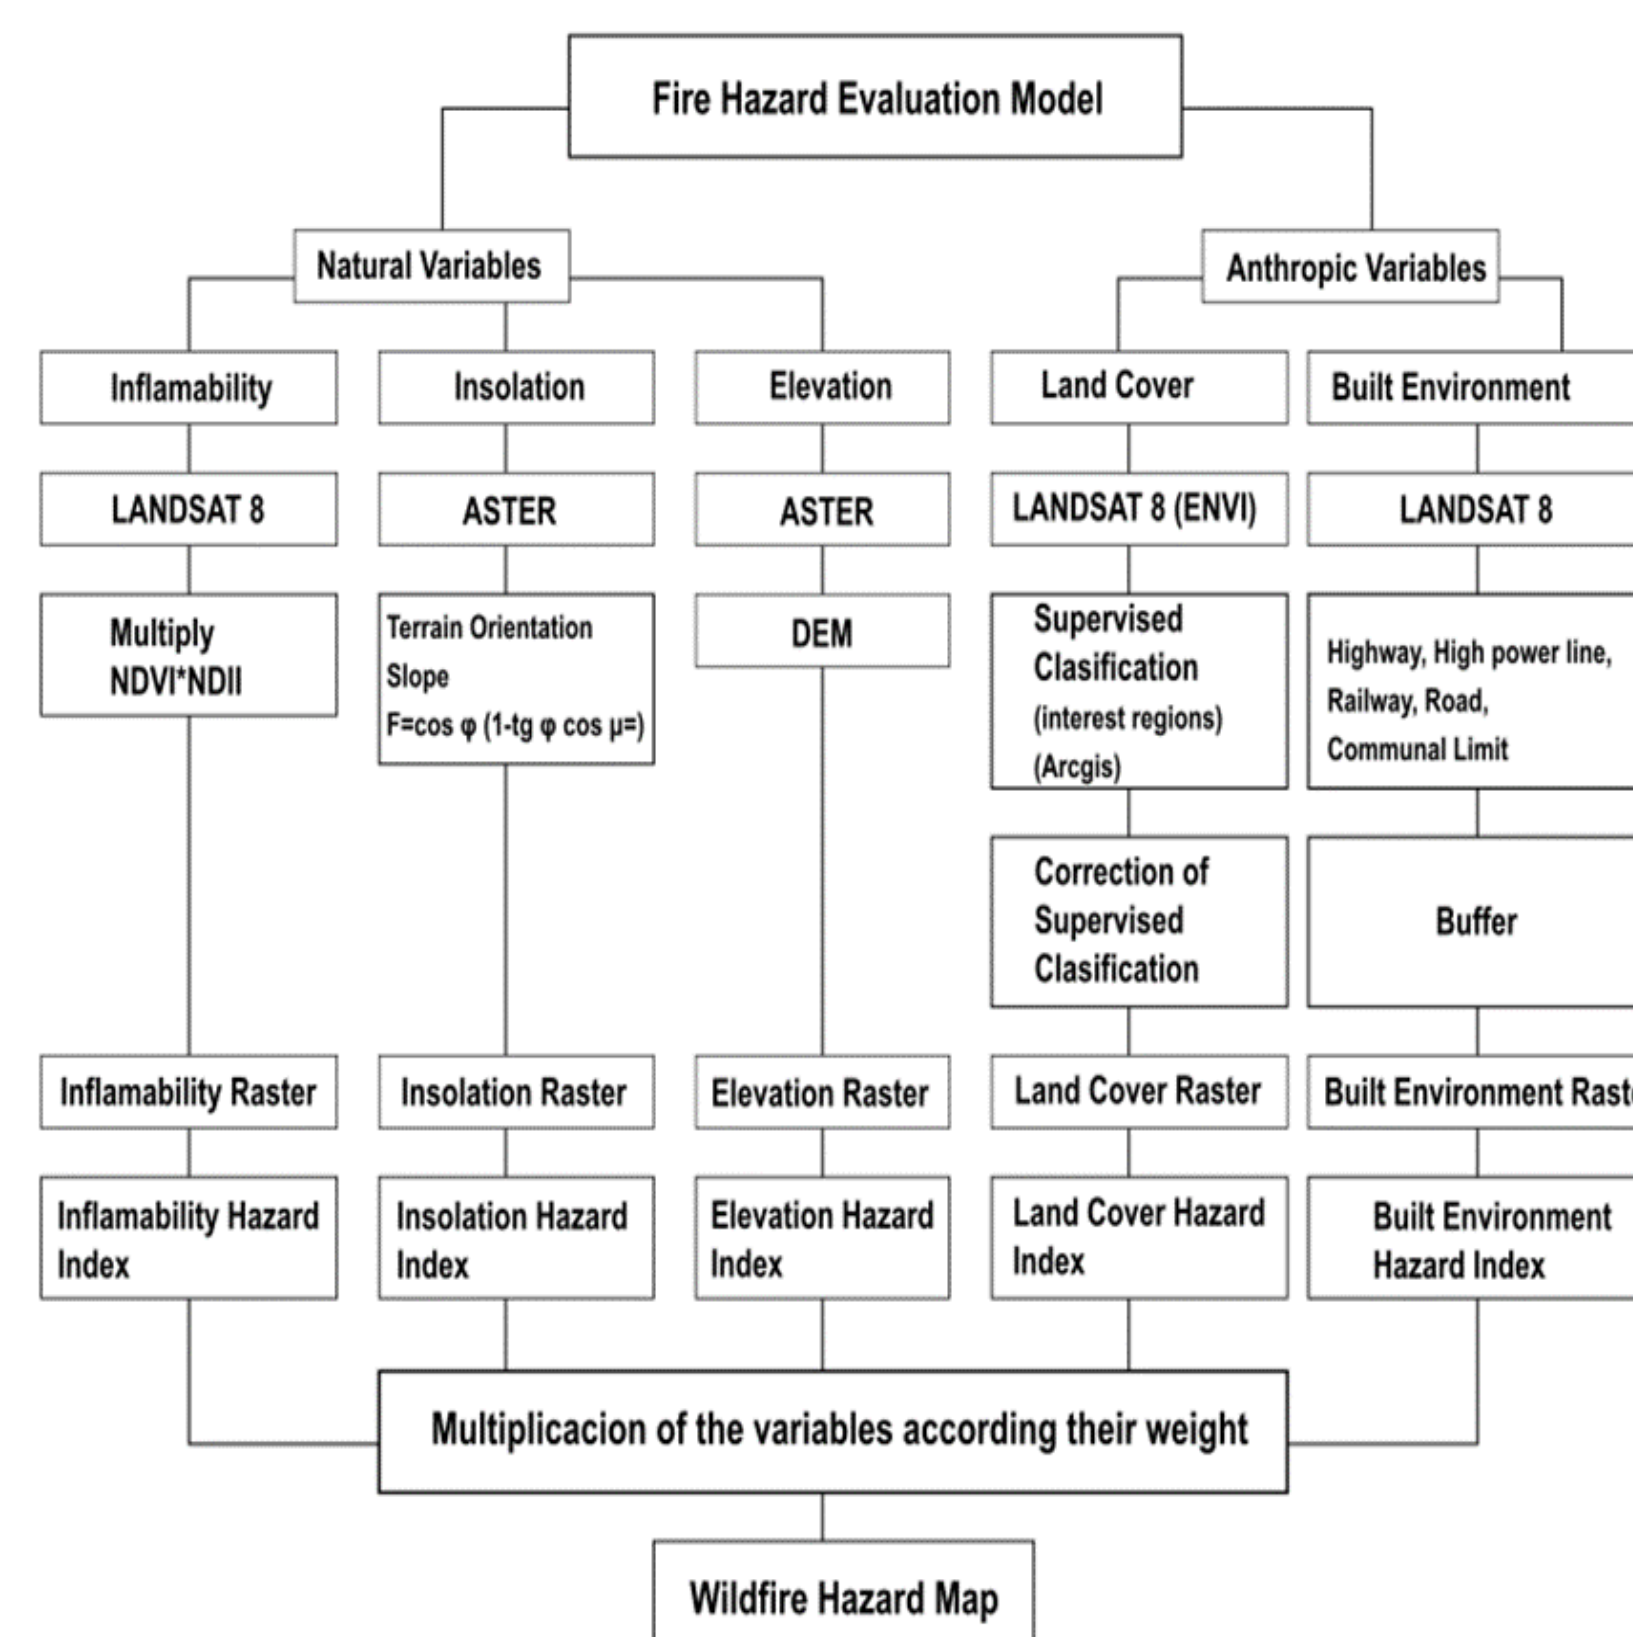 Fire Hazard Evaluation Model
Natural Variables
Anthropic Variables
Inflamability
Insolation
Elevation
Land Cover
Built Environment
LANDSAT 8
ASTER
ASTER
LANDSAT 8 (ENVI)
LANDSAT 8
Multiply
NDVI*NDII
Terrain Orientation
Slope
F=cos φ (1-tg φ cos µ=)
DEM
Supervised
Clasification
(interest regions)
(Arcgis)
Highway, High power line,
Railway, Road,
Communal Limit
Correction of
Supervised
Clasification
Buffer
Inflamability Raster
Insolation Raster
Elevation Raster
Land Cover Raster
Built Environment
Inflamability Hazard
Index
Insolation Hazard
Index
Elevation Hazard
Index
Land Cover Hazard
Index
Built Environment
Hazard Index
Multiplicacion of the variables according their weight
Wildfire Hazard Map